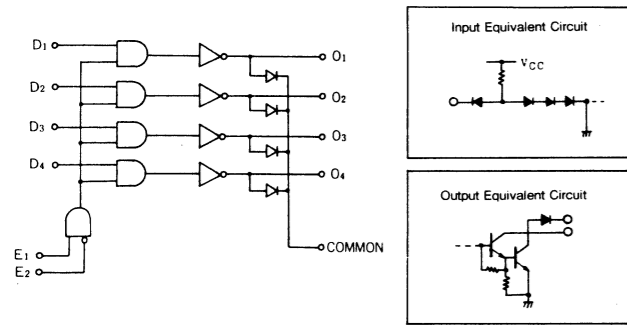 D1
O1
D2
O2
D3
O3
D4
O4
E1
E2
COMMON
Input Equivalent Circuit
VCC
Output Equivalent Circuit